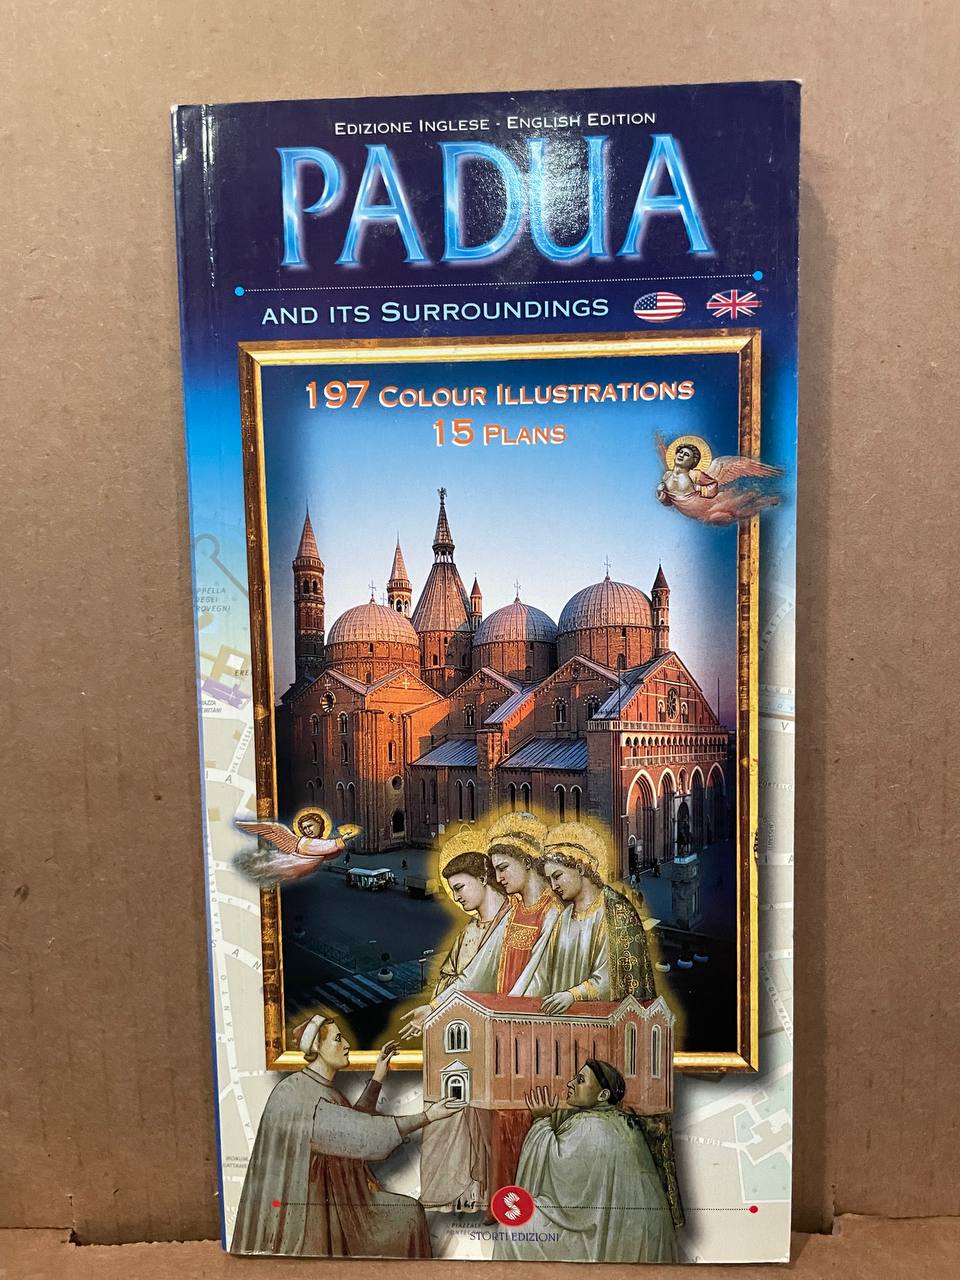 EDIZIONE INGLESE - ENGLISH EDITION
PADUA
AND ITS SURROUNDINGS
197 COLOUR ILLUSTRATIONS
15 PLANS
S
STORTI EDIZIONI